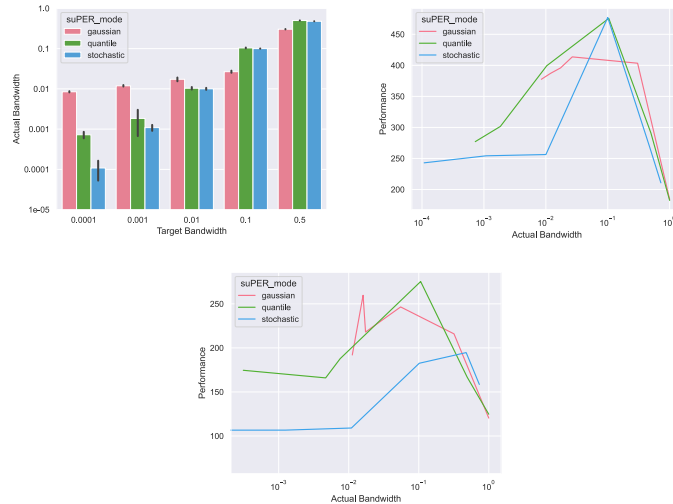 suPER_mode
gaussian
quantile
stochastic
Actual Bandwidth
1.0
0.1
0.01
0.001
0.0001
1e-05
0.0001 0.001 0.01 0.1 0.5
Target Bandwidth
suPER_mode
gaussian
quantile
stochastic
Performance
450
400
350
300
250
200
10⁻⁴ 10⁻³ 10⁻² 10⁻¹ 10⁰
Actual Bandwidth
suPER_mode
gaussian
quantile
stochastic
Performance
250
200
150
100
10⁻³ 10⁻² 10⁻¹ 10⁰
Actual Bandwidth